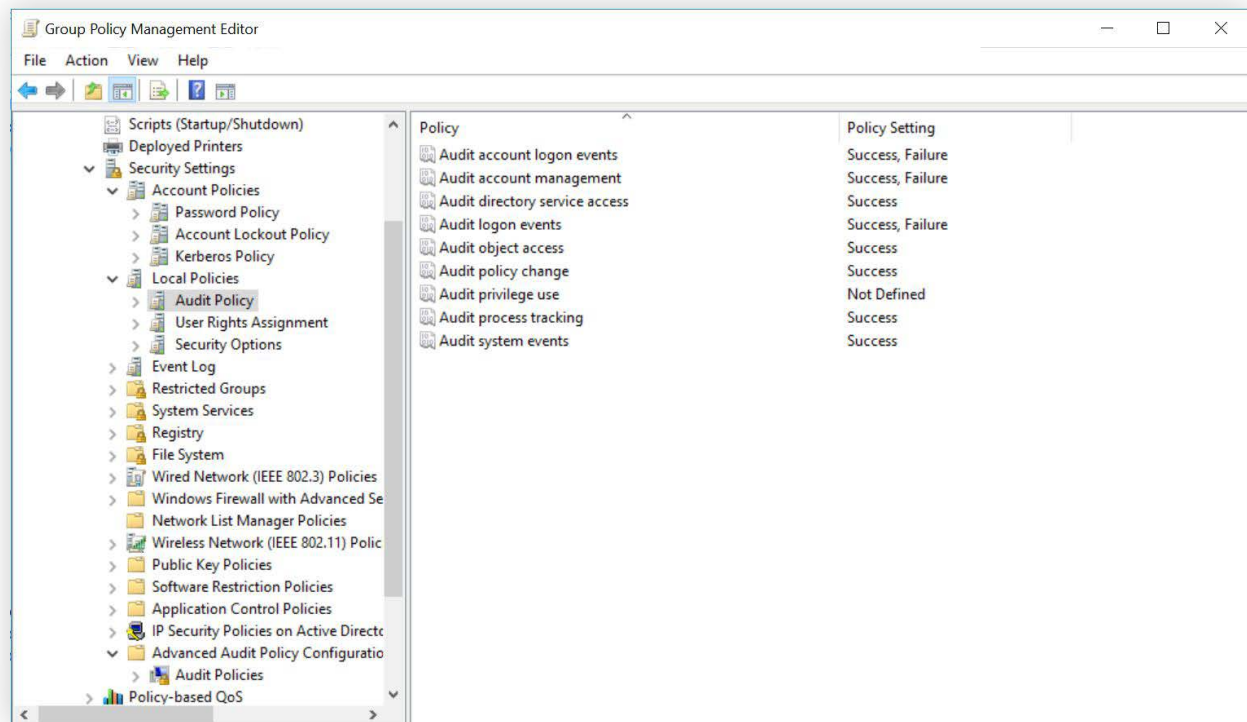 Group Policy Management Editor
File Action View Help
Scripts (Startup/Shutdown)
Deployed Printers
Security Settings
Account Policies
Password Policy
Account Lockout Policy
Kerberos Policy
Local Policies
Audit Policy
User Rights Assignment
Security Options
Event Log
Restricted Groups
System Services
Registry
File System
Wired Network (IEEE 802.3) Policies
Windows Firewall with Advanced Se
Network List Manager Policies
Wireless Network (IEEE 802.11) Polic
Public Key Policies
Software Restriction Policies
Application Control Policies
IP Security Policies on Active Directo
Advanced Audit Policy Configuratio
Audit Policies
Policy-based QoS
Policy Policy Setting
Audit account logon events Success, Failure
Audit account management Success, Failure
Audit directory service access Success
Audit logon events Success, Failure
Audit object access Success
Audit policy change Success
Audit privilege use Not Defined
Audit process tracking Success
Audit system events Success